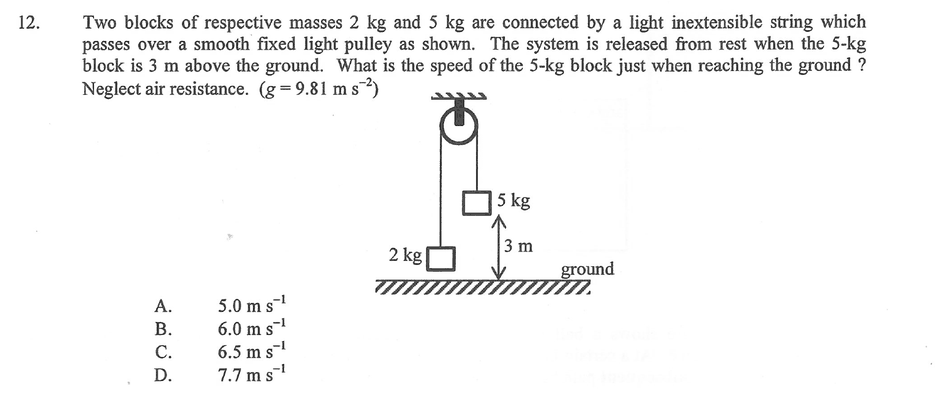 12. Two blocks of respective masses 2 kg and 5 kg are connected by a light inextensible string which
passes over a smooth fixed light pulley as shown. The system is released from rest when the 5-kg
block is 3 m above the ground. What is the speed of the 5-kg block just when reaching the ground ?
Neglect air resistance. (g = 9.81 m s⁻²)
5 kg
3 m
2 kg
ground
A. 5.0 m s⁻¹
B. 6.0 m s⁻¹
C. 6.5 m s⁻¹
D. 7.7 m s⁻¹